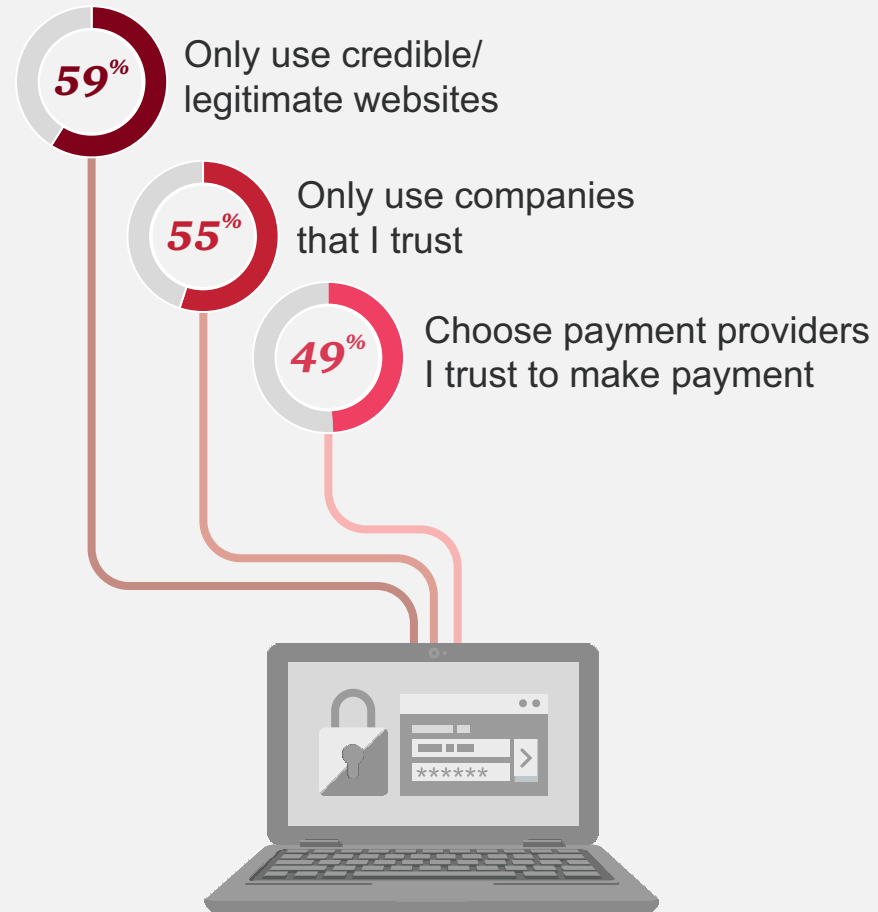 59%
Only use credible/
legitimate websites
55%
Only use companies
that I trust
49%
Choose payment providers
I trust to make payment
******